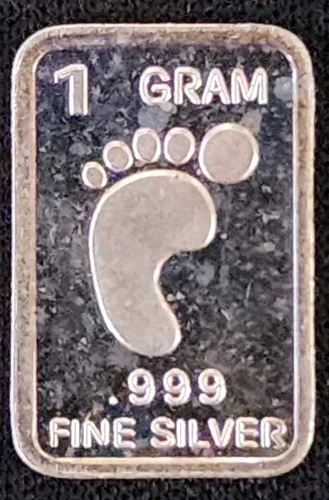 1 GRAM
.999
FINE SILVER